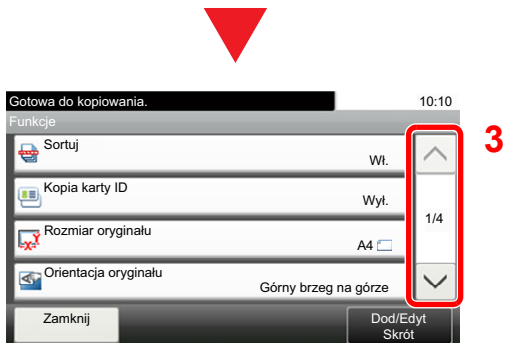 Gotowa do kopiowania.
10:10
Funkcje
Sortuj
Wł.
3
Kopia karty ID
Wył.
1/4
Rozmiar oryginału
A4
Orientacja oryginału
Górny brzeg na górze
Zamknij
Dod/Edyt
Skrót